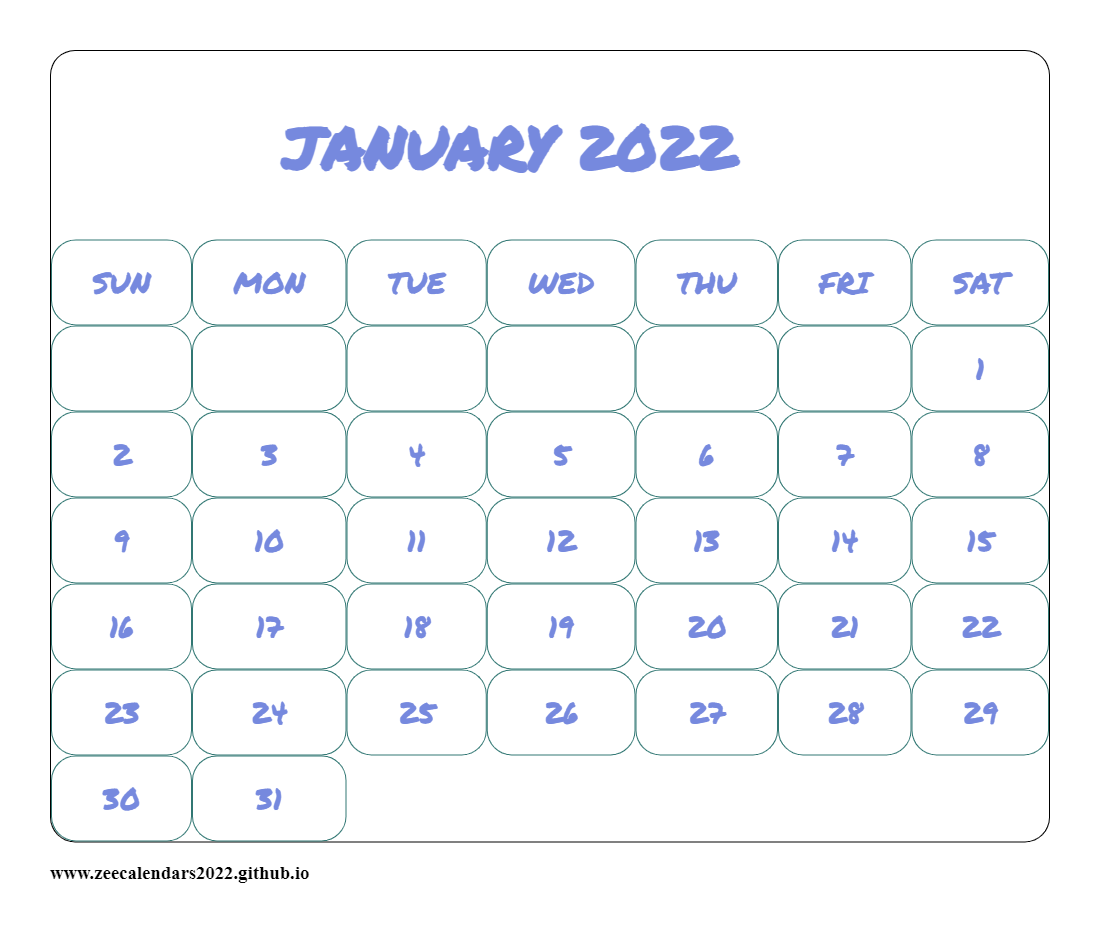 JANUARY 2022
SUN MON TUE WED THU FRI SAT
1
2 3 4 5 6 7 8
9 10 11 12 13 14 15
16 17 18 19 20 21 22
23 24 25 26 27 28 29
30 31
www.zeecalendars2022.github.io